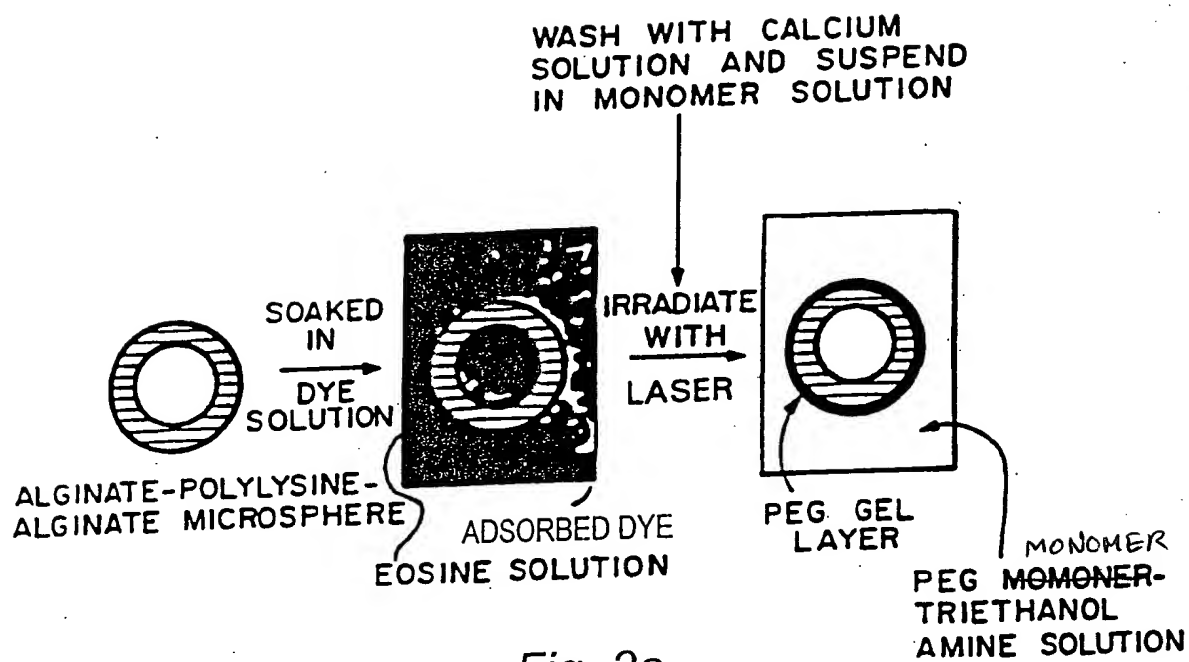 WASH WITH CALCIUM
SOLUTION AND SUSPEND
IN MONOMER SOLUTION
SOAKED
IN
DYE
SOLUTION
IRRADIATE
WITH
LASER
ALGINATE-POLYLYSINE-
ALGINATE MICROSPHERE
ADSORBED DYE
EOSINE SOLUTION
PEG GEL
LAYER
MONOMER
PEG MOMONER-
TRIETHANOL
AMINE SOLUTION